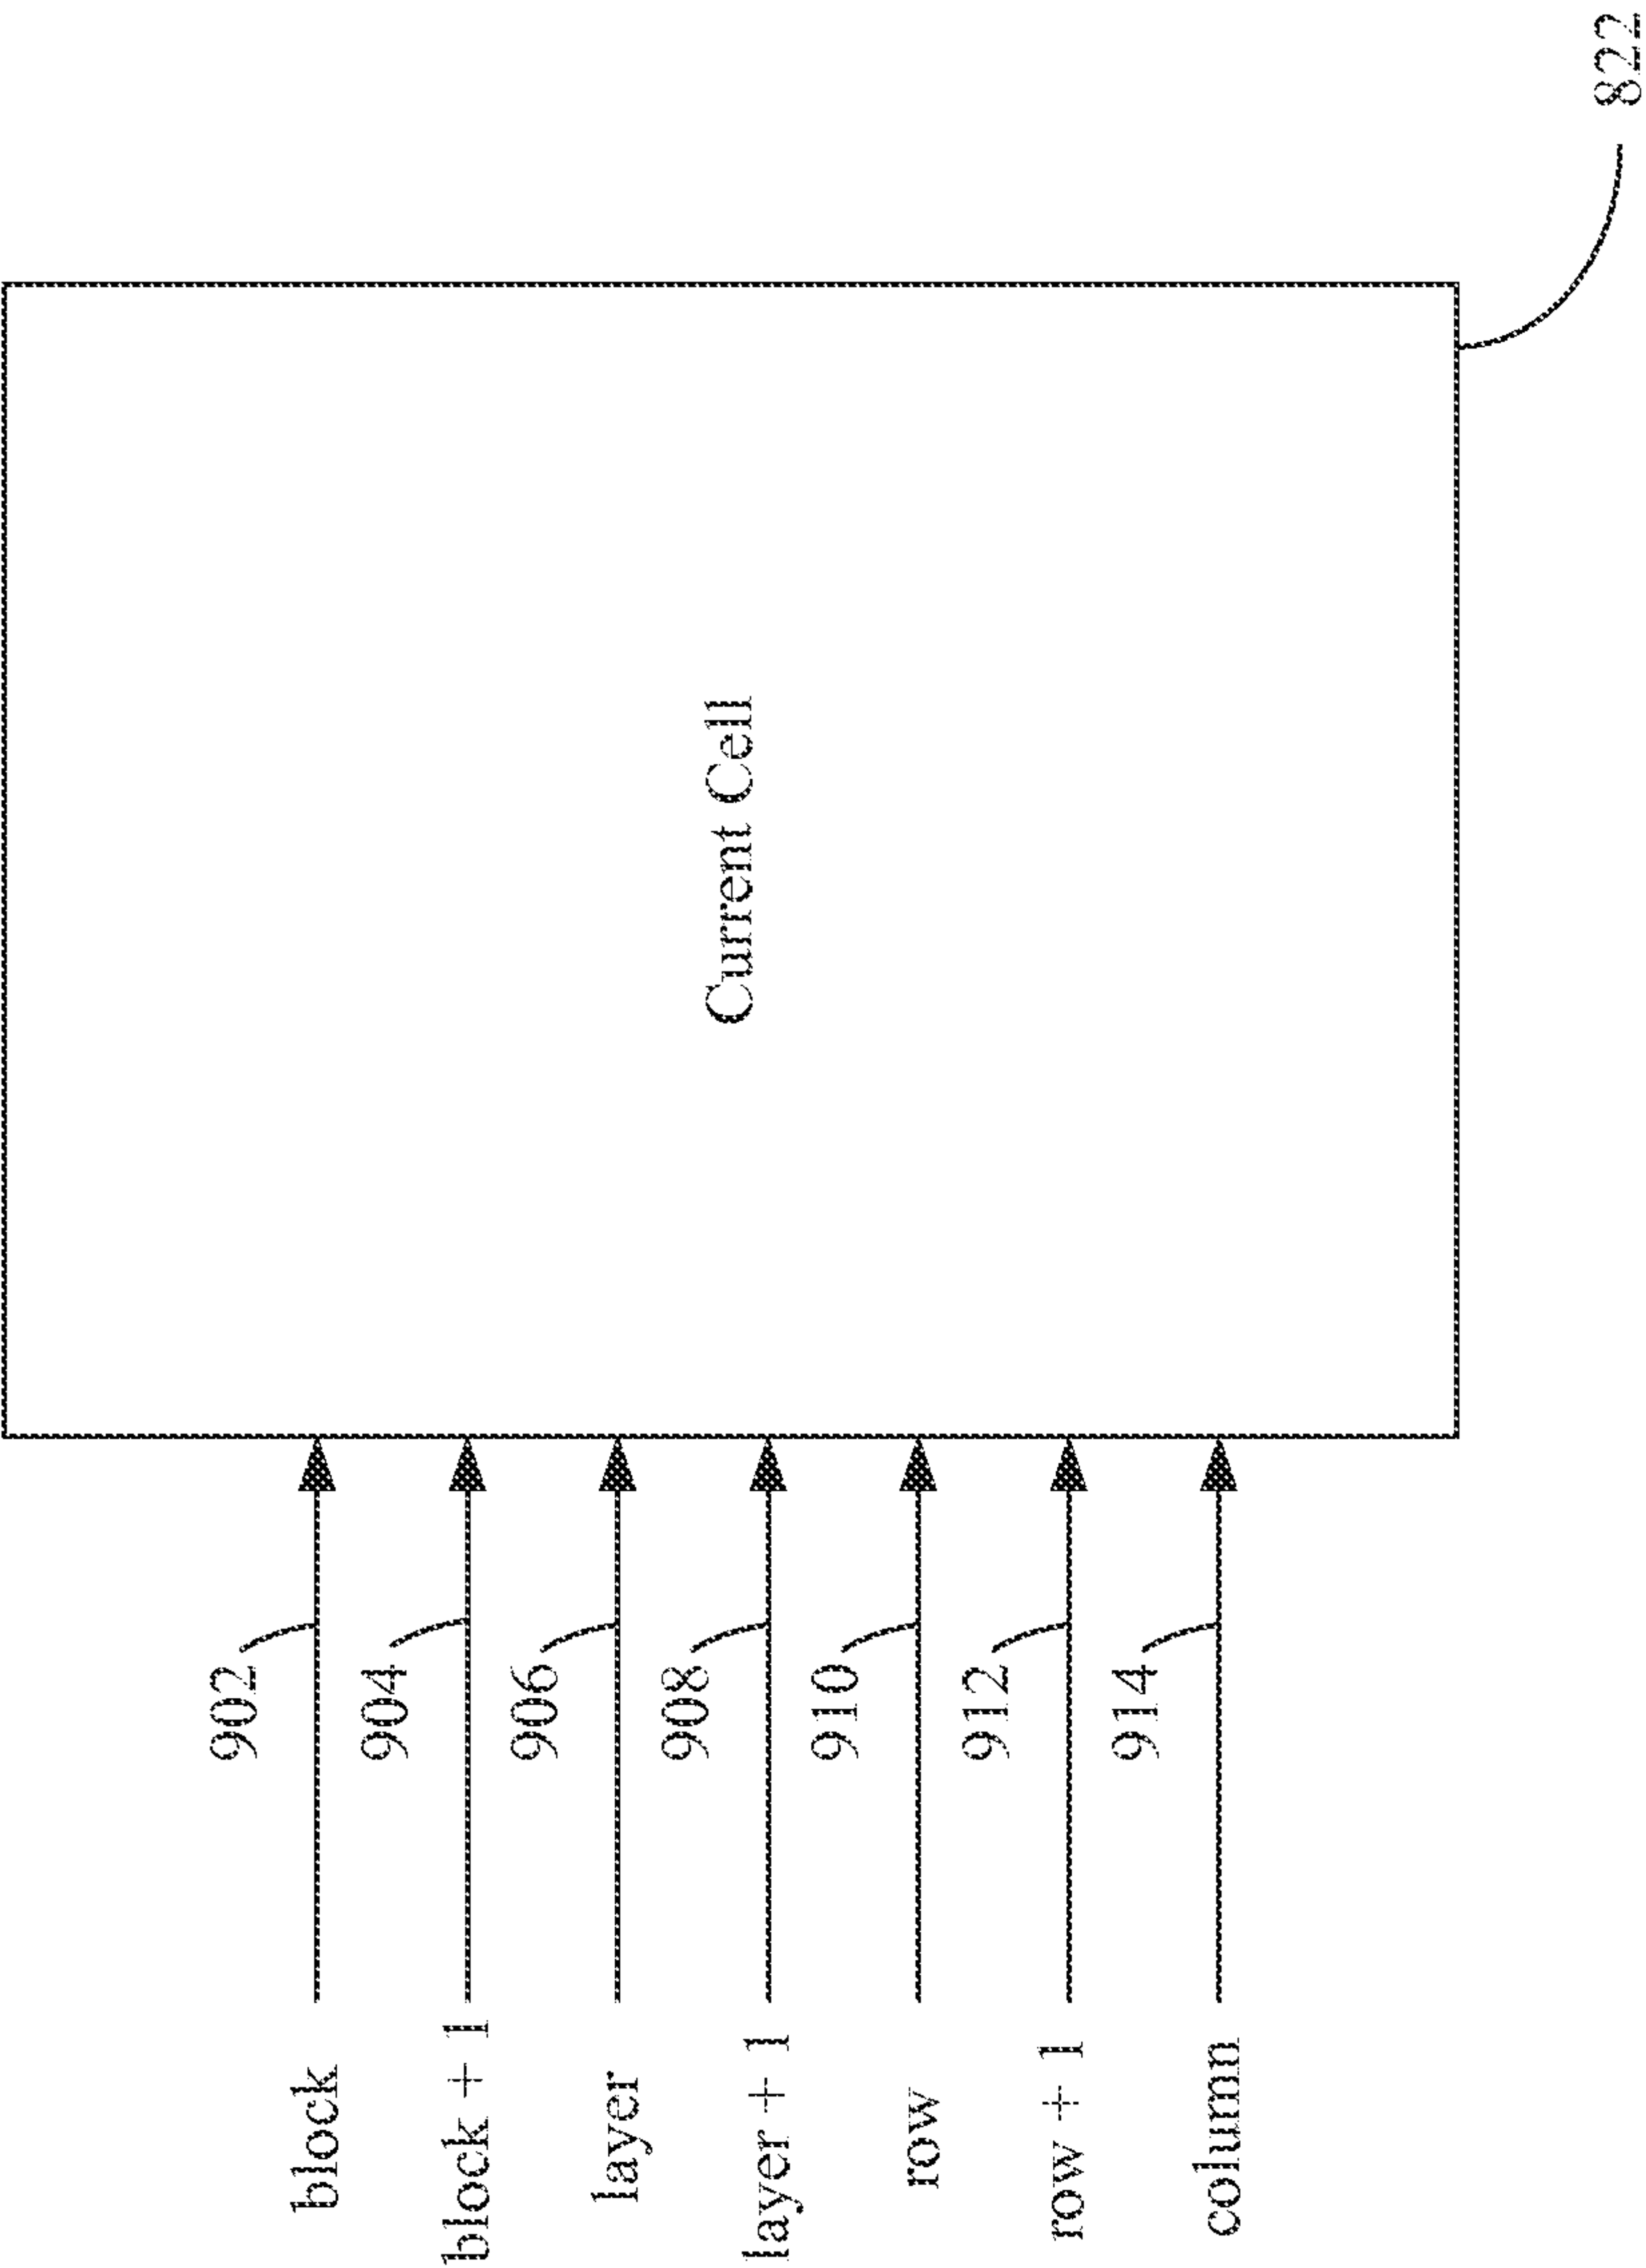 block
902
block + 1
904
layer
906
layer + 1
908
row
910
row + 1
912
column
914
Current Cell
822